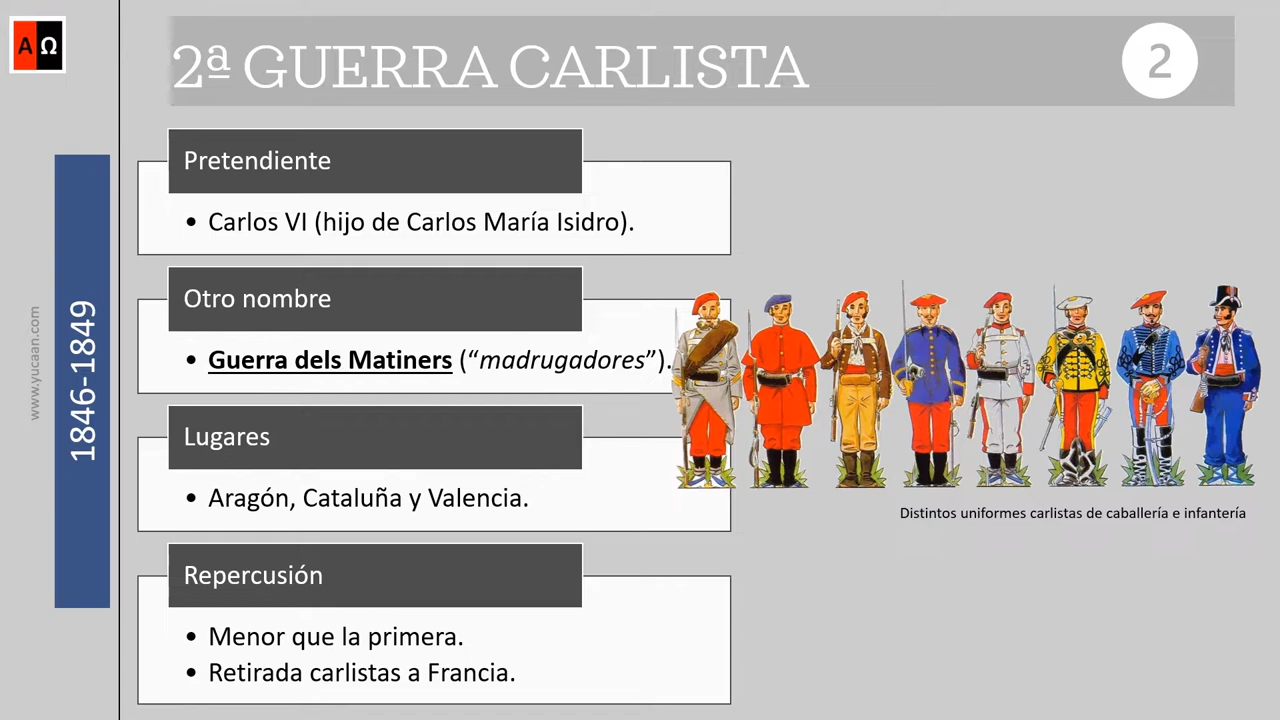 AΩ
2ª GUERRA CARLISTA
2
www.yucaan.com
1846-1849
Pretendiente
• Carlos VI (hijo de Carlos María Isidro).
Otro nombre
• Guerra dels Matiners (“madrugadores”).
Lugares
• Aragón, Cataluña y Valencia.
Distintos uniformes carlistas de caballería e infantería
Repercusión
• Menor que la primera.
• Retirada carlistas a Francia.